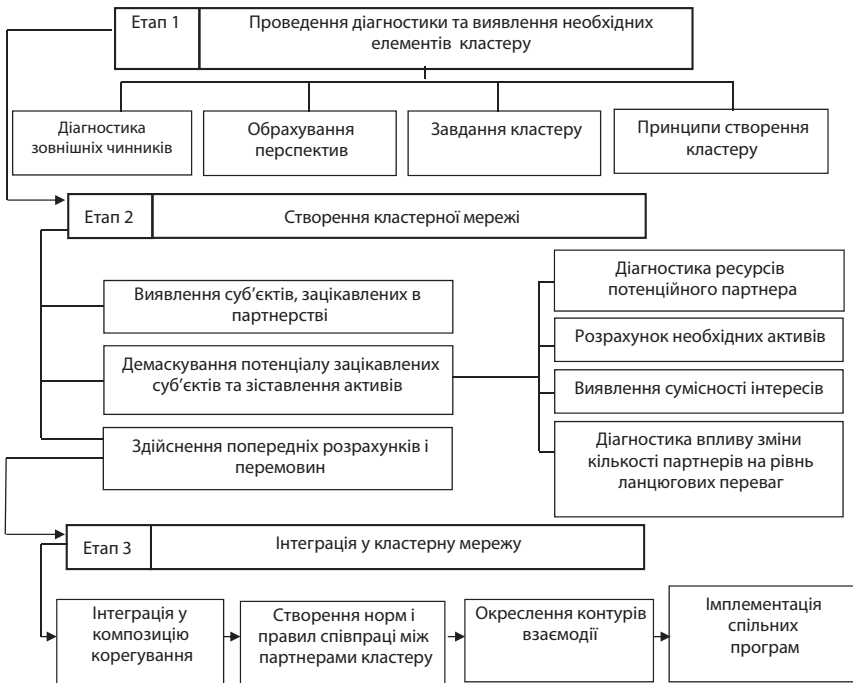 Етап 1
Проведення діагностики та виявлення необхідних
елементів кластеру
Діагностика
зовнішніх чинників
Обрахування
перспектив
Завдання кластеру
Принципи створення
кластеру
Етап 2
Створення кластерної мережі
Виявлення суб’єктів, зацікавлених в
партнерстві
Демаскування потенціалу зацікавлених
суб’єктів та зіставлення активів
Здійснення попередніх розрахунків і
перемовин
Діагностика ресурсів
потенційного партнера
Розрахунок необхідних активів
Виявлення сумісності інтересів
Діагностика впливу зміни
кількості партнерів на рівнь
ланцюгових переваг
Етап 3
Інтеграція у кластерну мережу
Інтеграція у
композицію
корегування
Створення норм і
правил співпраці між
партнерами кластеру
Окреслення контурів
взаємодії
Імплементація
спільних
програм